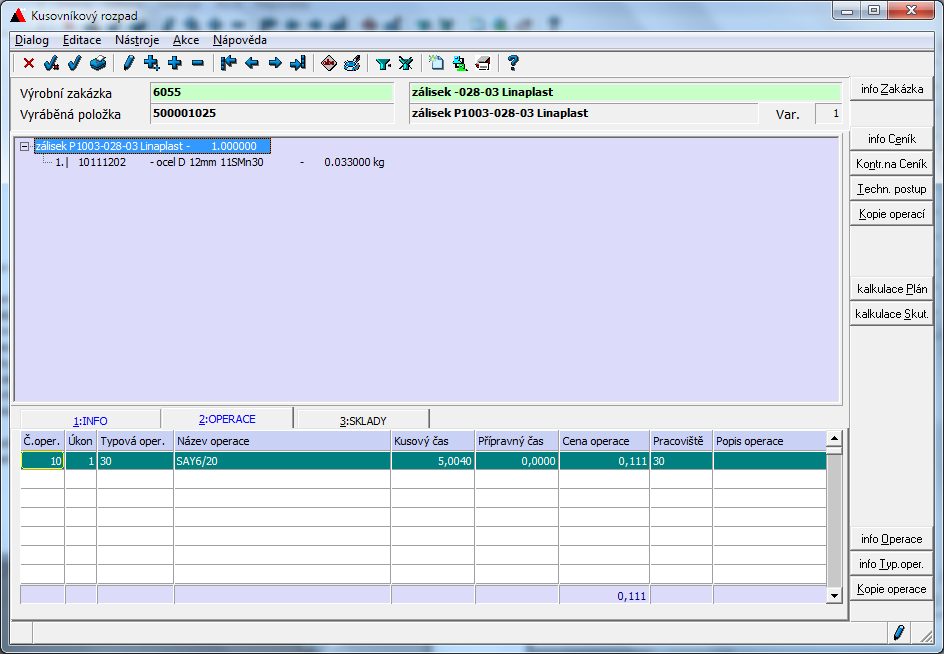 Kusovníkový rozpad
Dialog Editace Nástroje Akce Nápověda
Výrobní zakázka 6055 zálisek -028-03 Linaplast
Vyráběná položka 500001025 zálisek P1003-028-03 Linaplast Var. 1
info Zakázka
info Ceník
Kontr.na Ceník
Techn. postup
Kopie operací
kalkulace Plán
kalkulace Skut.
zálisek P1003-028-03 Linaplast - 1.000000
1.| 10111202 - ocel D 12mm 11SMn30 - 0.033000 kg
1:INFO 2:OPERACE 3:SKLADY
Č.oper. Úkon Typová oper. Název operace Kusový čas Přípravný čas Cena operace Pracoviště Popis operace
10 1 30 SAY6/20 5,0040 0,0000 0,111 30
0,111
info Operace
info Typ.oper.
Kopie operace